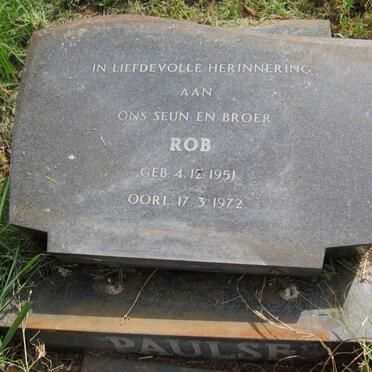 IN LIEFDEVOLLE HERINNERING
AAN
ONS SEUN EN BROER
ROB
GEB. 4.12.1951
OORL. 17.3.1972
PAULSE